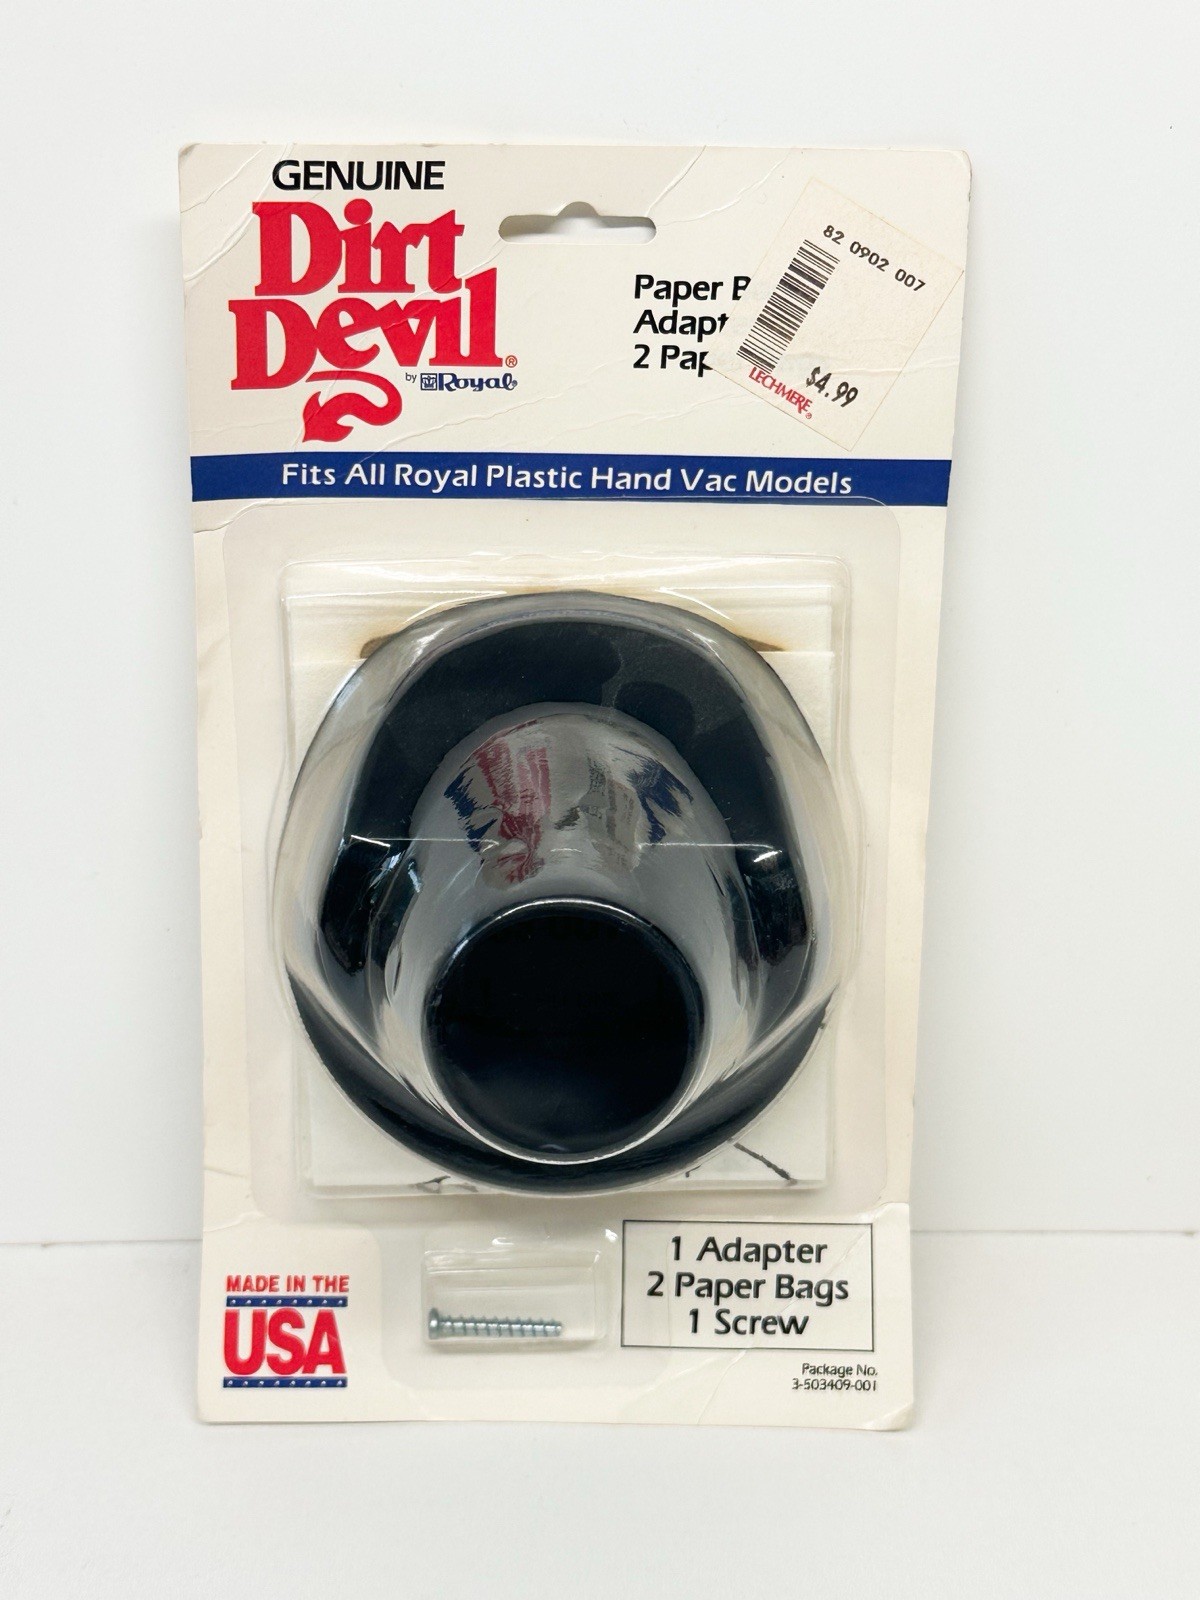 GENUINE
Dirt
Devil®
by Royal®
Paper
Adapt
2 Pap
82 0902 007
$4.99
LECHMERE®
Fits All Royal Plastic Hand Vac Models
1 Adapter
2 Paper Bags
1 Screw
MADE IN THE
USA
Package No.
3-503409-001